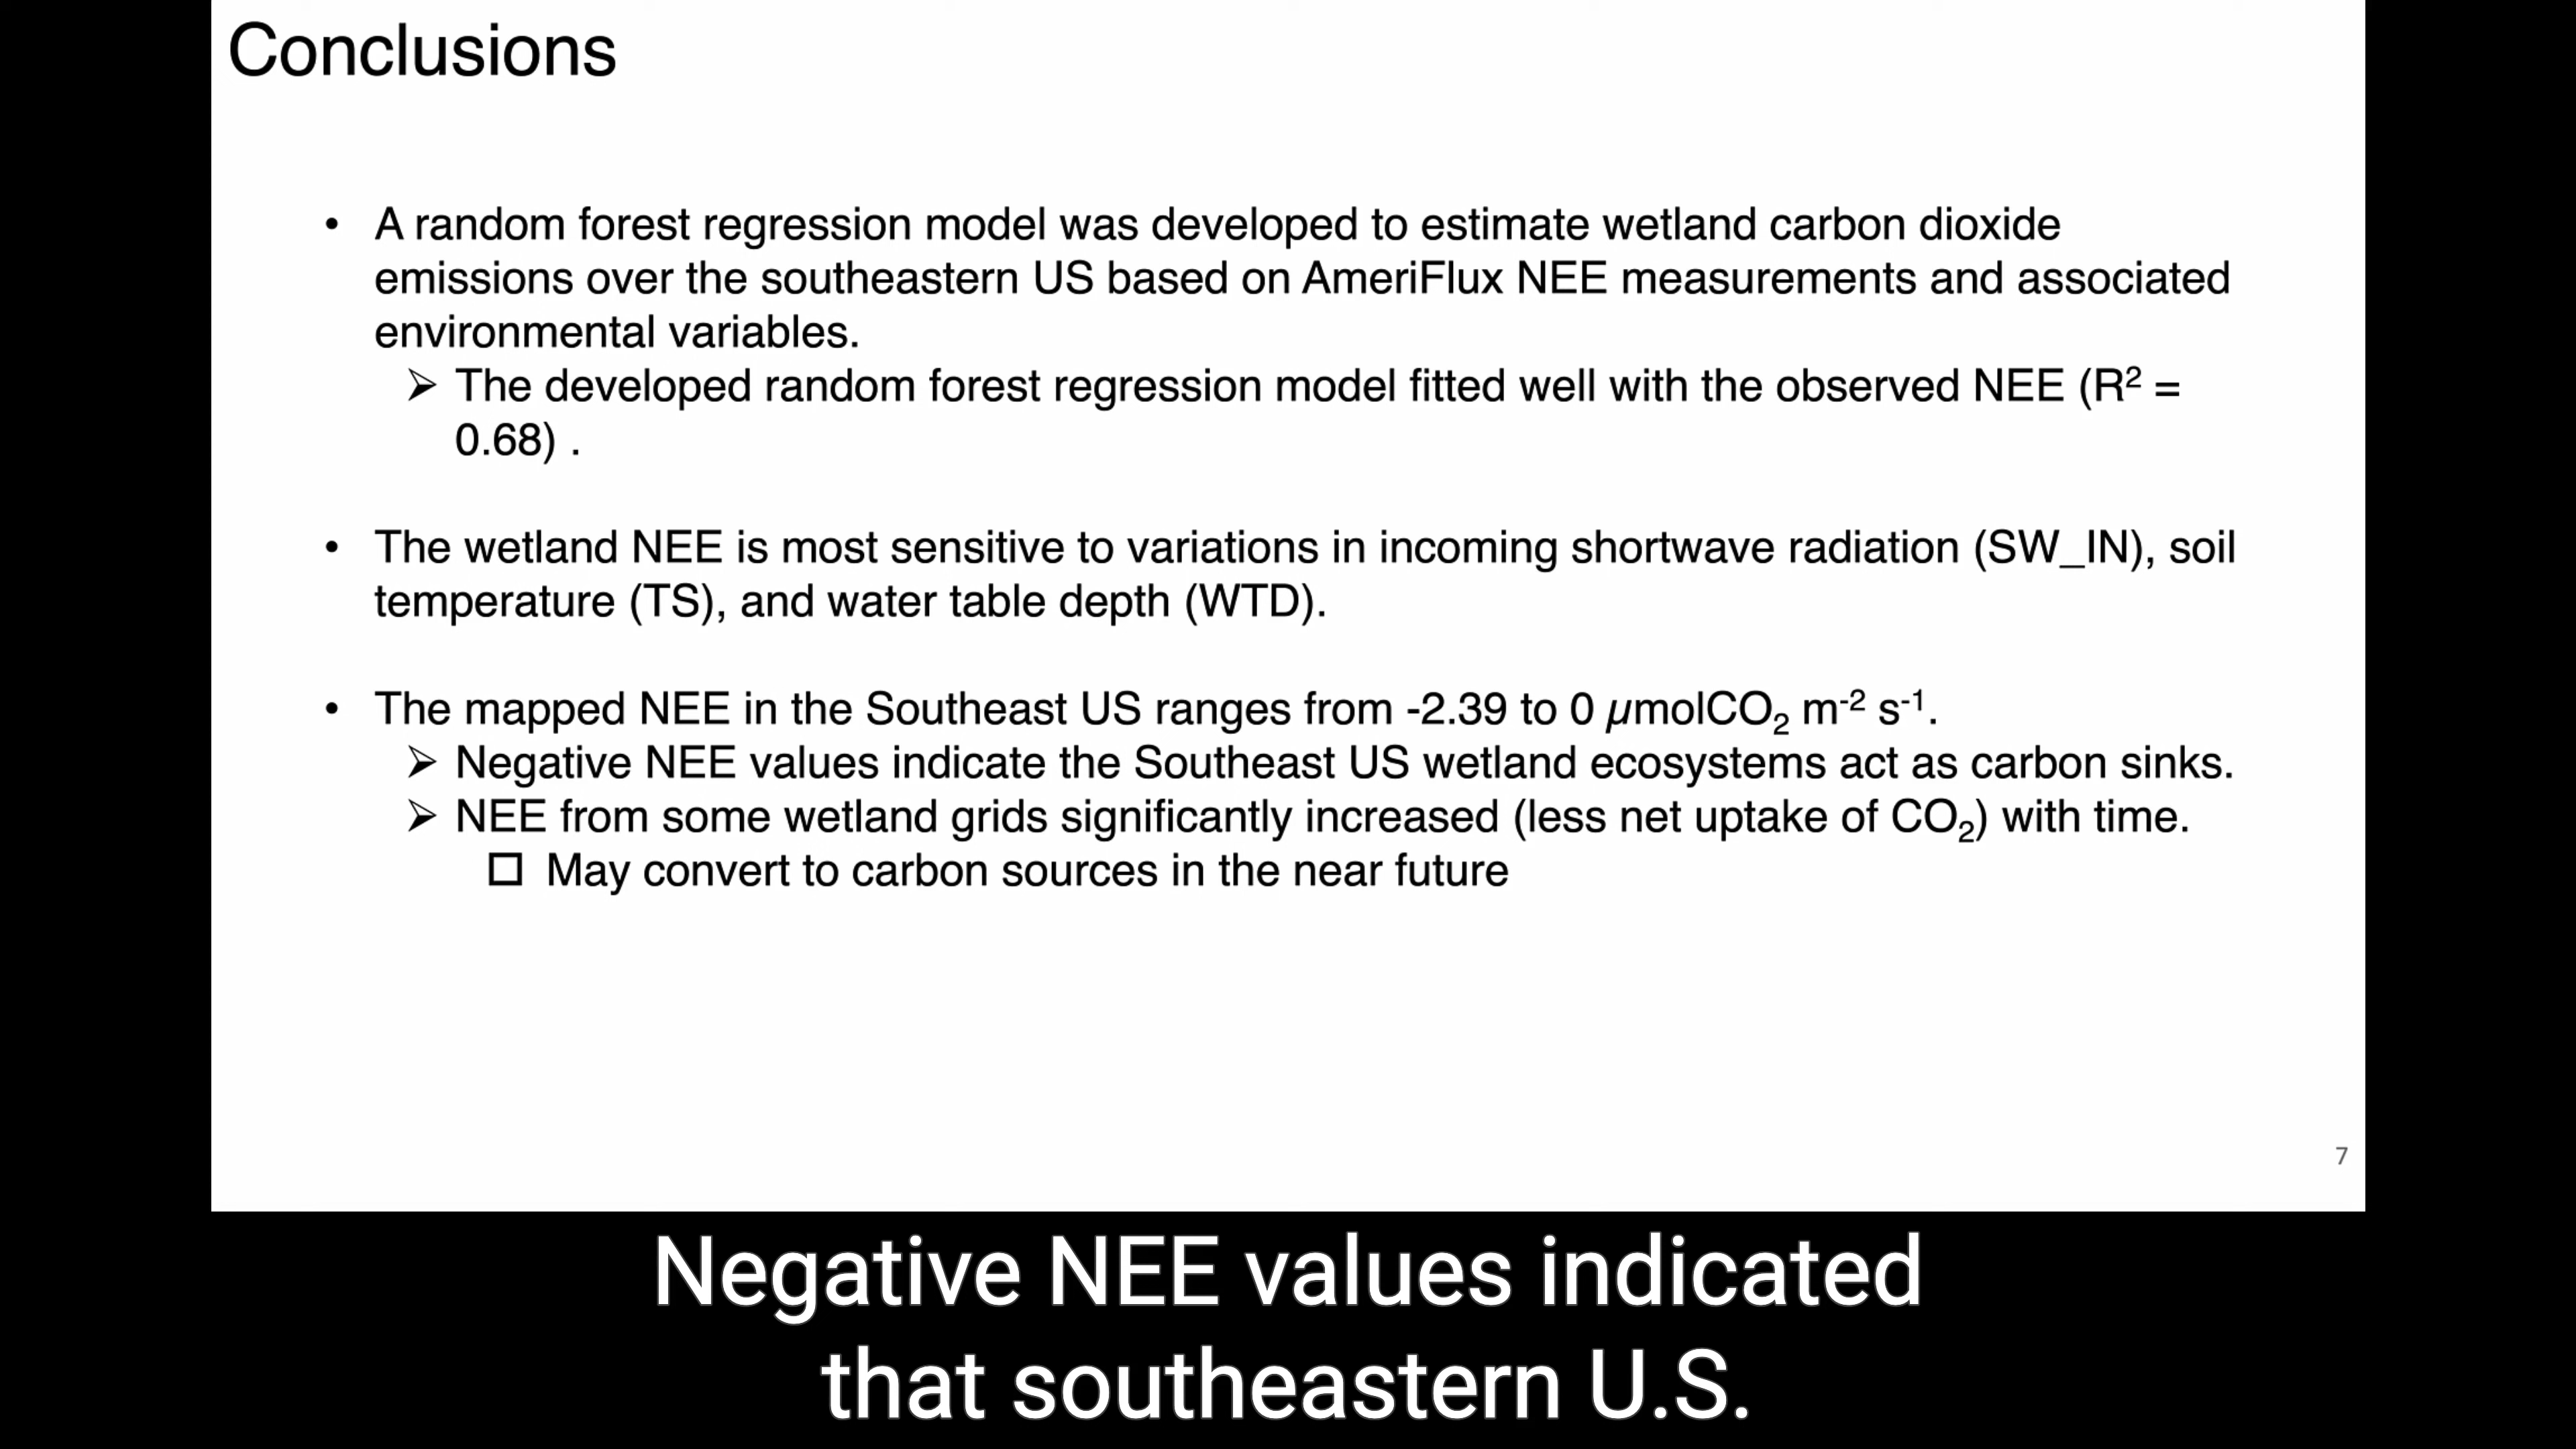 Conclusions
• A random forest regression model was developed to estimate wetland carbon dioxide
emissions over the southeastern US based on AmeriFlux NEE measurements and associated
environmental variables.
➢ The developed random forest regression model fitted well with the observed NEE (R² =
0.68) .
• The wetland NEE is most sensitive to variations in incoming shortwave radiation (SW_IN), soil
temperature (TS), and water table depth (WTD).
• The mapped NEE in the Southeast US ranges from -2.39 to 0 µmolCO₂ m⁻² s⁻¹.
➢ Negative NEE values indicate the Southeast US wetland ecosystems act as carbon sinks.
➢ NEE from some wetland grids significantly increased (less net uptake of CO₂) with time.
☐ May convert to carbon sources in the near future
7
Negative NEE values indicated
that southeastern U.S.